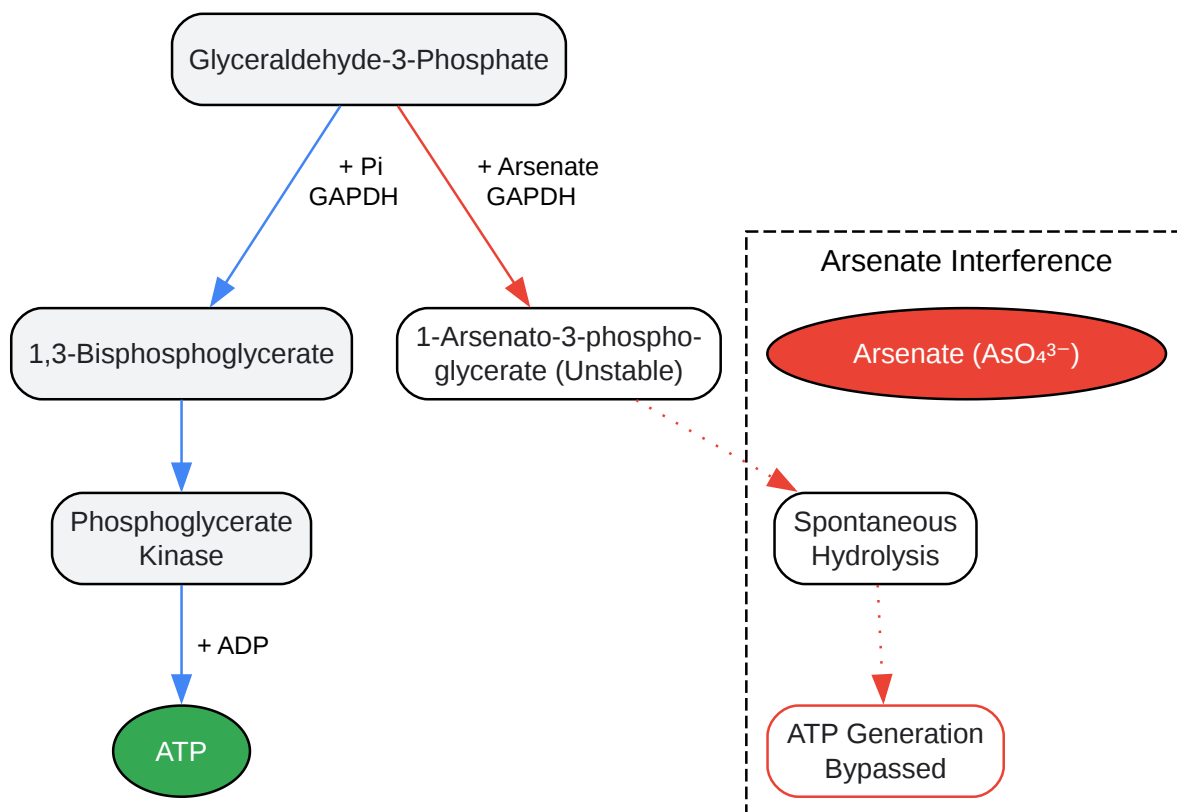 Glyceraldehyde-3-Phosphate
+ Pi
GAPDH
+ Arsenate
GAPDH
Arsenate Interference
1,3-Bisphosphoglycerate
1-Arsenato-3-phospho-
glycerate (Unstable)
Arsenate (AsO₄³⁻)
Phosphoglycerate
Kinase
Spontaneous
Hydrolysis
+ ADP
ATP
ATP Generation
Bypassed